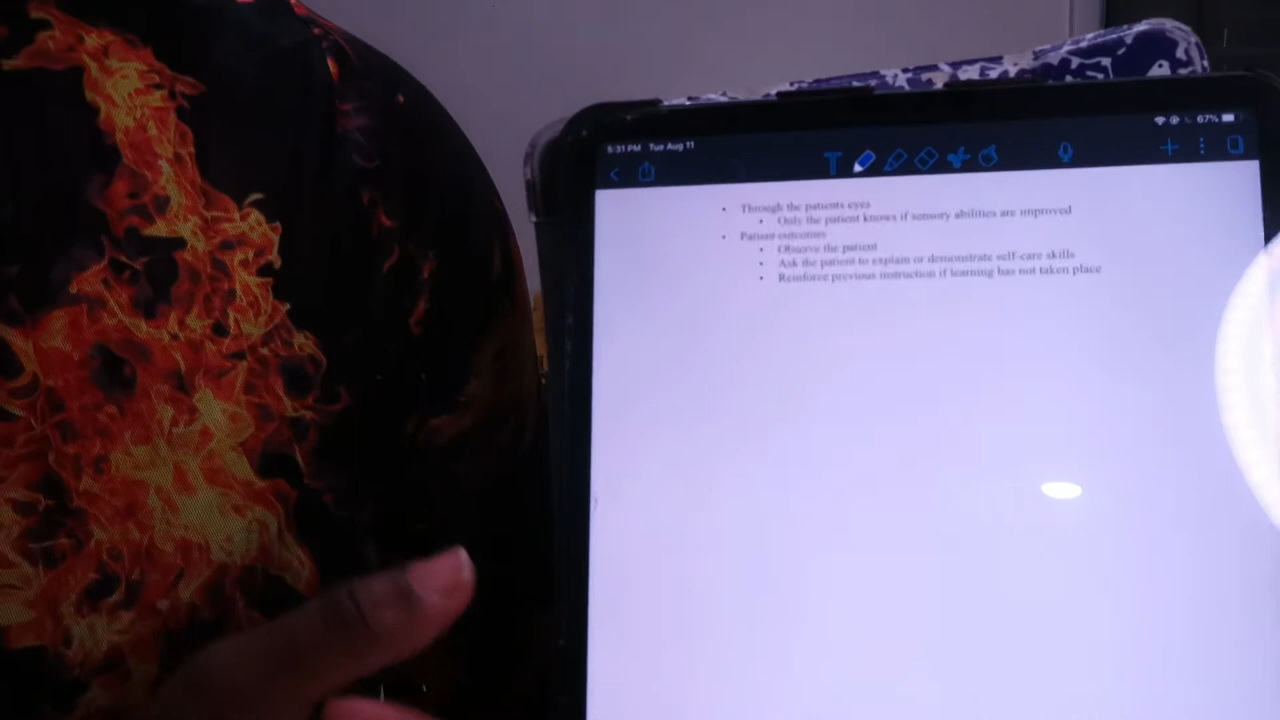 5:31 PM Tue Aug 11
67%
T
• Through the patients eyes
• Only the patient knows if sensory abilities are improved
• Patient outcomes
• Observe the patient
• Ask the patient to explain or demonstrate self-care skills
• Reinforce previous instruction if learning has not taken place